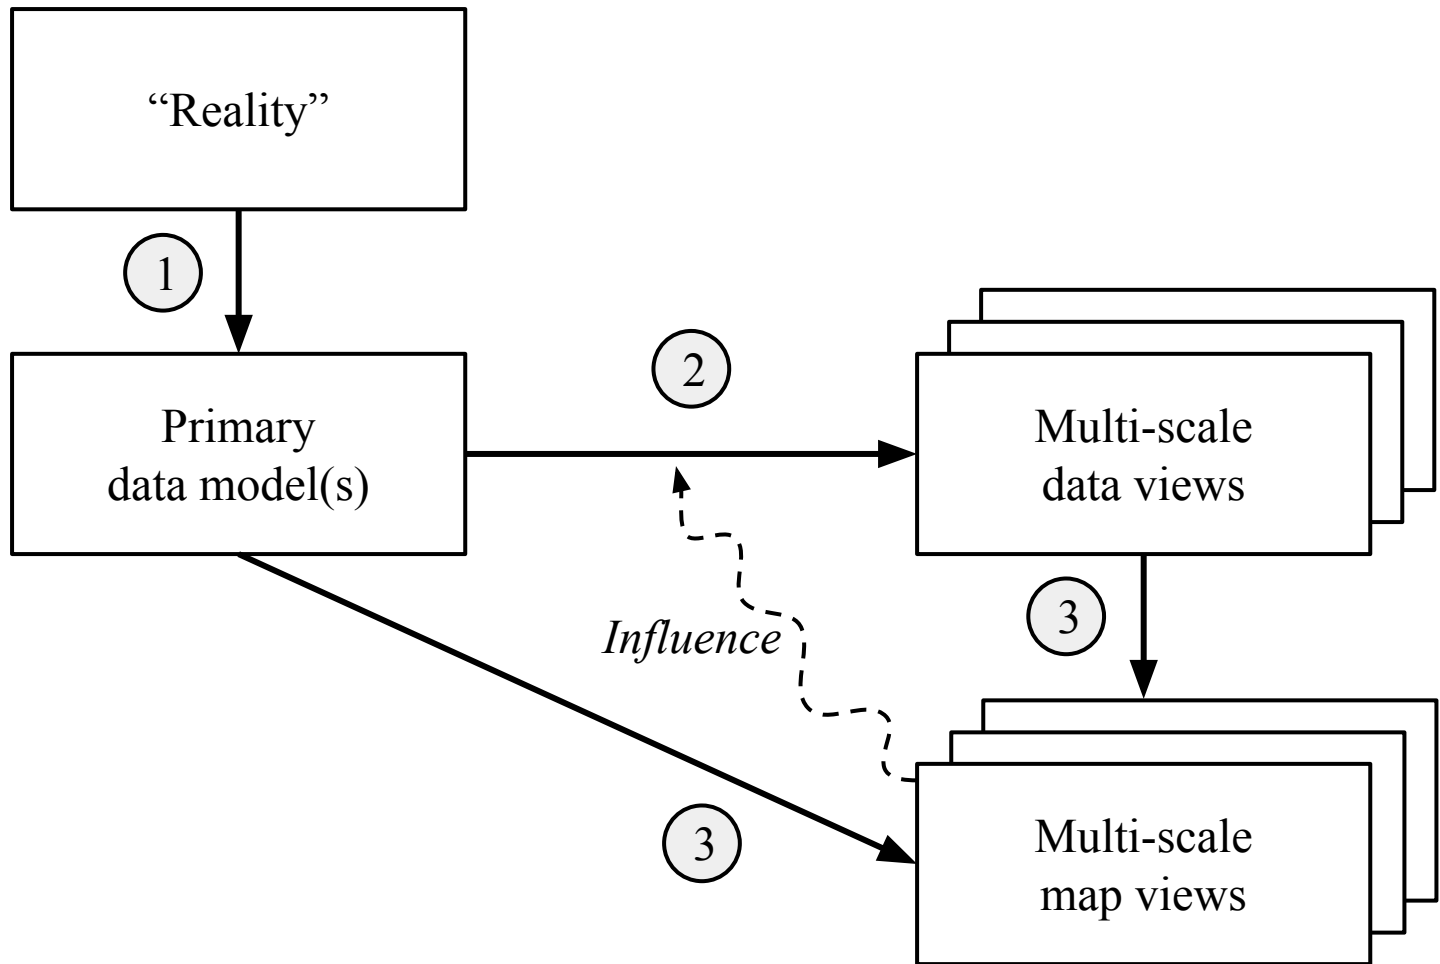 “Reality”
1
Primary
data model(s)
2
Multi-scale
data views
Influence
3
3
Multi-scale
map views